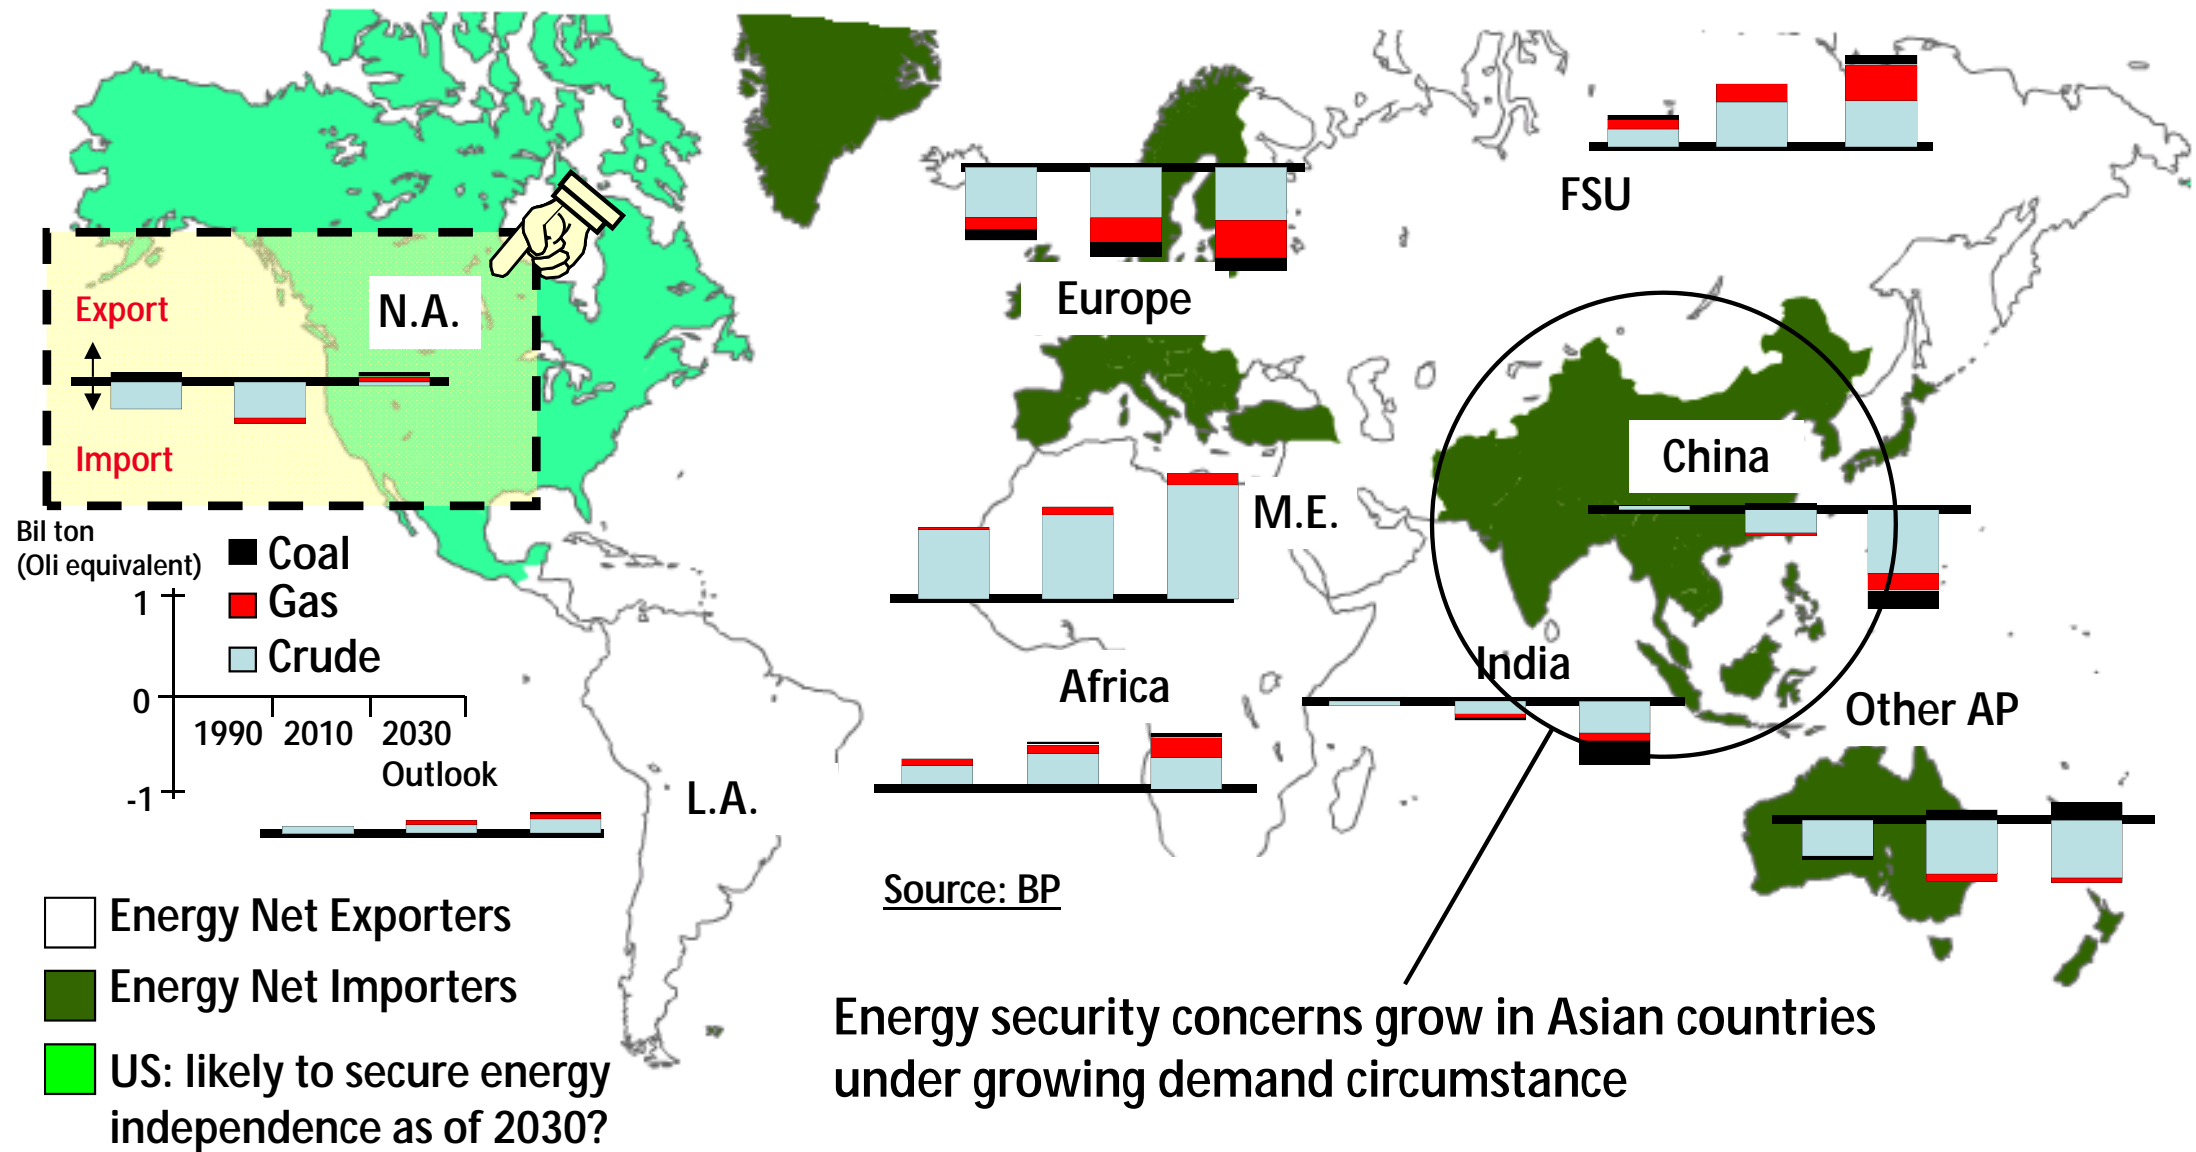 FSU
Europe
N.A.
Export
Import
China
M.E.
Bil ton
(Oli equivalent)
Coal
Gas
Crude
1
0
-1
1990 2010 2030
Outlook
India
Africa
Other AP
L.A.
Source: BP
Energy Net Exporters
Energy Net Importers
US: likely to secure energy
independence as of 2030?
Energy security concerns grow in Asian countries
under growing demand circumstance